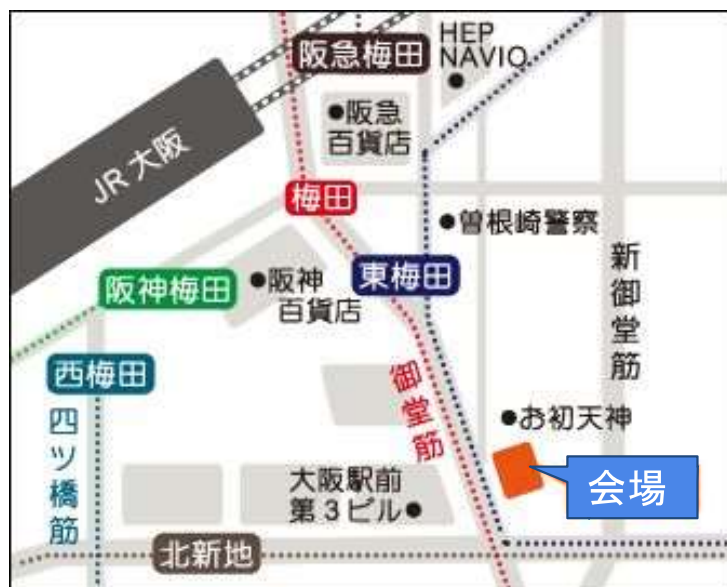 HEP
NAVIO
阪急梅田
阪急
百貨店
JR大阪
梅田
曽根崎警察
東梅田
阪神
百貨店
阪神梅田
新御堂筋
西梅田
御堂筋
四ツ橋筋
お初天神
会場
大阪駅前
第3ビル
北新地